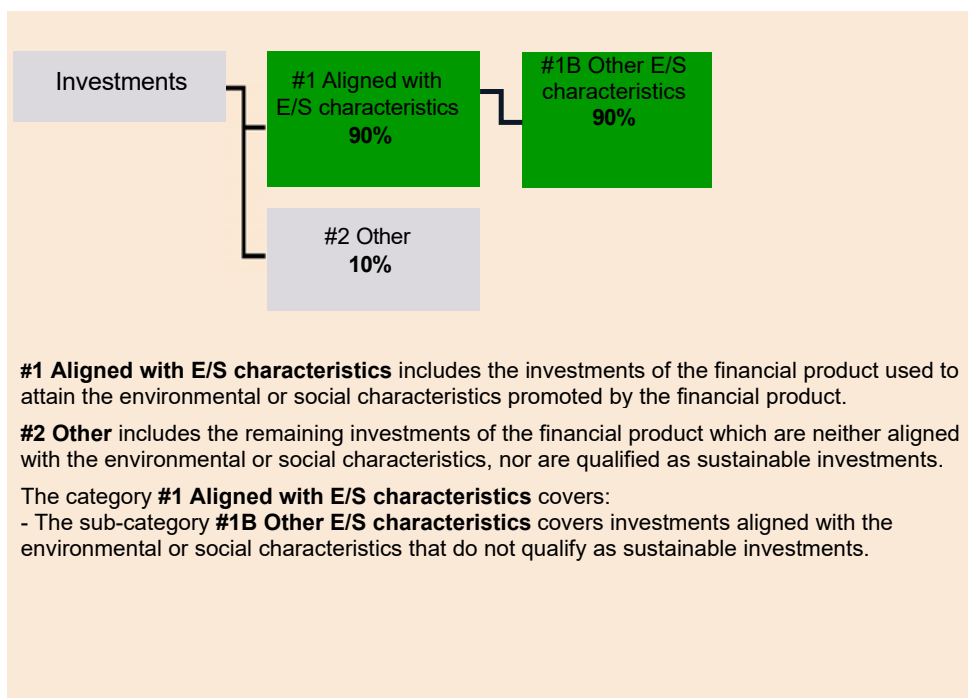 Investments
#1 Aligned with
E/S characteristics
90%
#1B Other E/S
characteristics
90%
#2 Other
10%
#1 Aligned with E/S characteristics includes the investments of the financial product used to
attain the environmental or social characteristics promoted by the financial product.
#2 Other includes the remaining investments of the financial product which are neither aligned
with the environmental or social characteristics, nor are qualified as sustainable investments.
The category #1 Aligned with E/S characteristics covers:
- The sub-category #1B Other E/S characteristics covers investments aligned with the
environmental or social characteristics that do not qualify as sustainable investments.